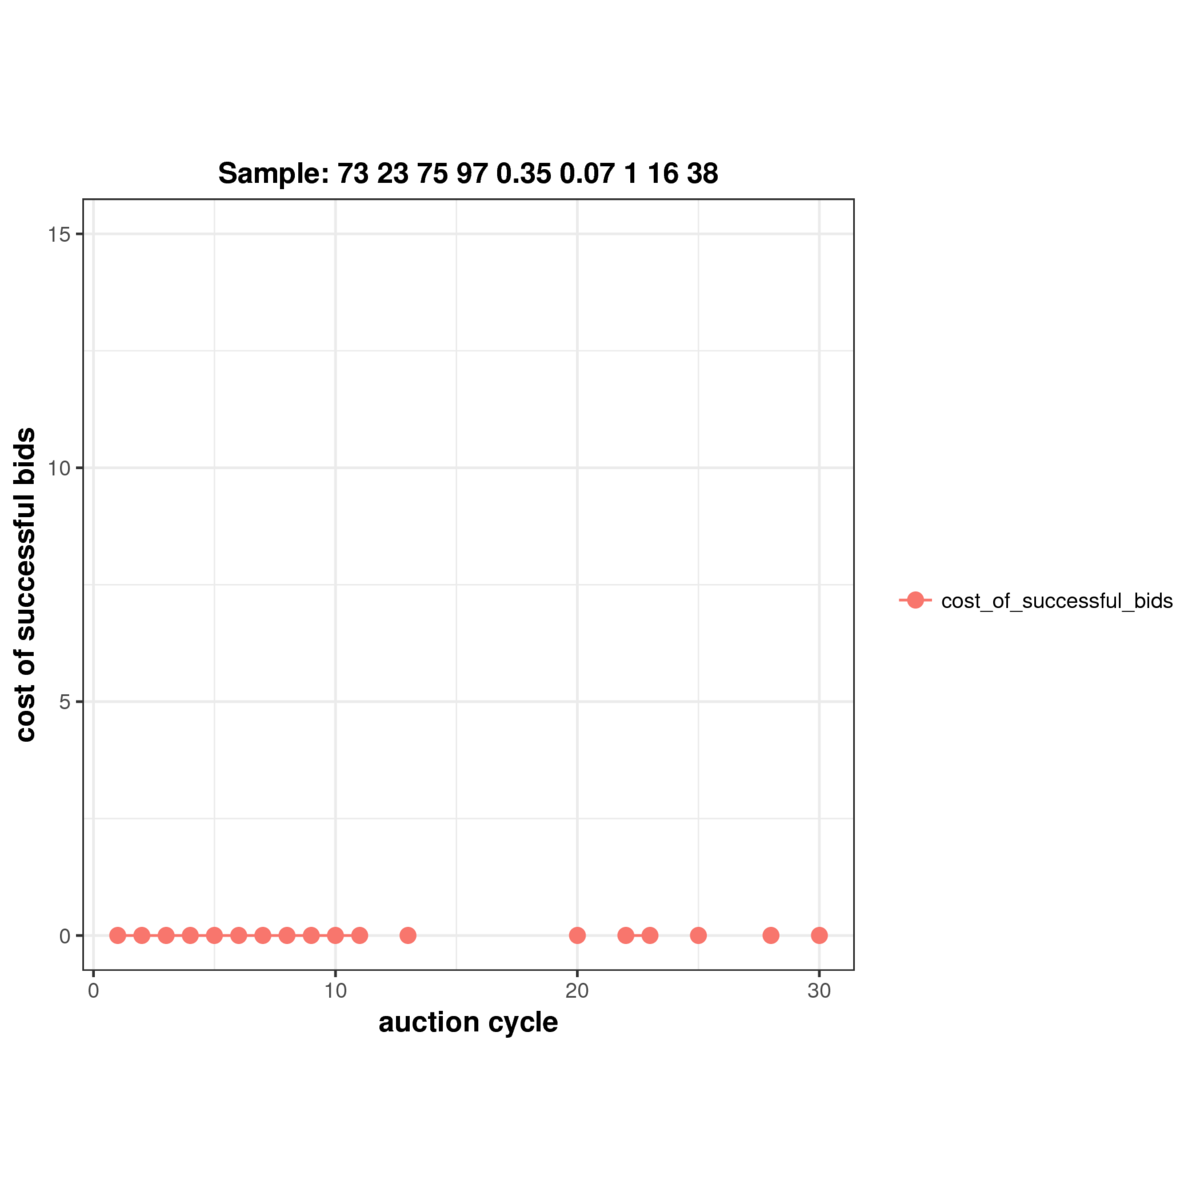 Sample: 73 23 75 97 0.35 0.07 1 16 38
15
10
5
0
cost of successful bids
0 10 20 30
auction cycle
cost_of_successful_bids